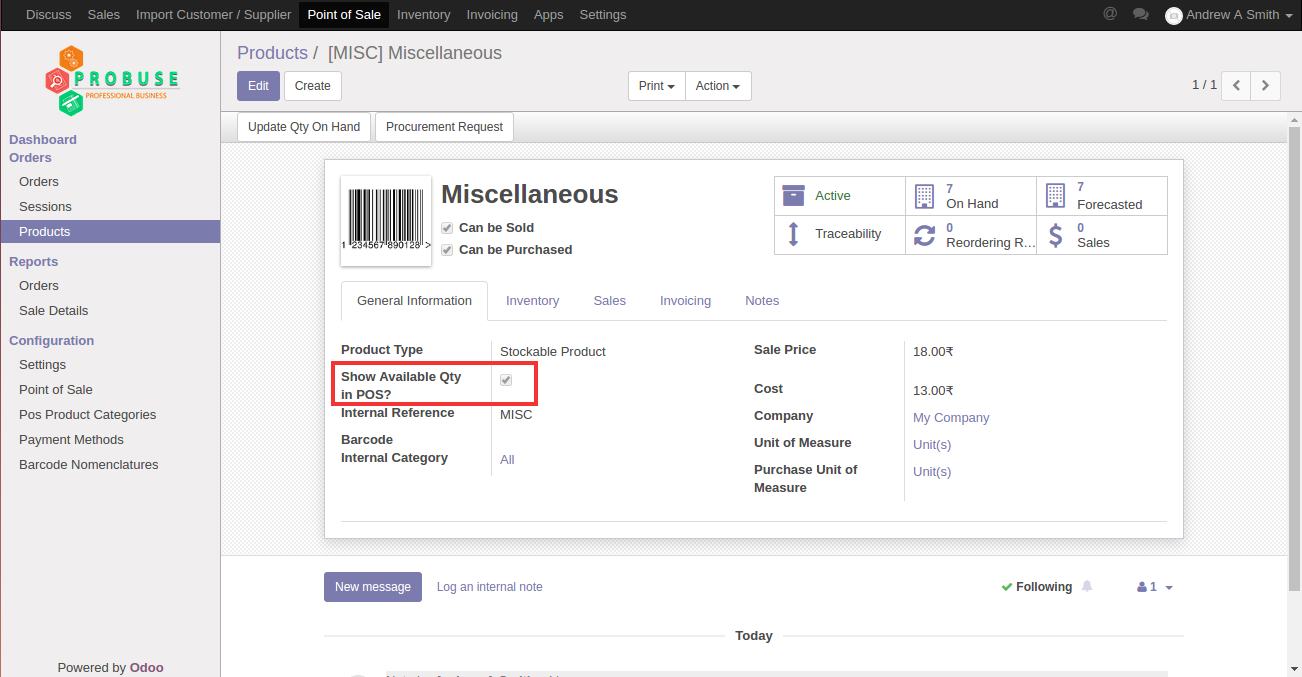 Discuss Sales Import Customer / Supplier Point of Sale Inventory Invoicing Apps Settings @ Andrew A Smith
PROBUSE
PROFESSIONAL BUSINESS
Dashboard
Orders
Orders
Sessions
Products
Reports
Orders
Sale Details
Configuration
Settings
Point of Sale
Pos Product Categories
Payment Methods
Barcode Nomenclatures
Powered by Odoo
Products / [MISC] Miscellaneous
Edit Create Print Action 1 / 1
Update Qty On Hand Procurement Request
1 234567 890128 >
Miscellaneous
Can be Sold
Can be Purchased
Active
7
On Hand
7
Forecasted
Traceability
0
Reordering R...
0
Sales
General Information Inventory Sales Invoicing Notes
Product Type Stockable Product
Show Available Qty
in POS?
Internal Reference MISC
Barcode
Internal Category All
Sale Price 18.00₹
Cost 13.00₹
Company My Company
Unit of Measure Unit(s)
Purchase Unit of
Measure Unit(s)
New message Log an internal note Following 1
Today